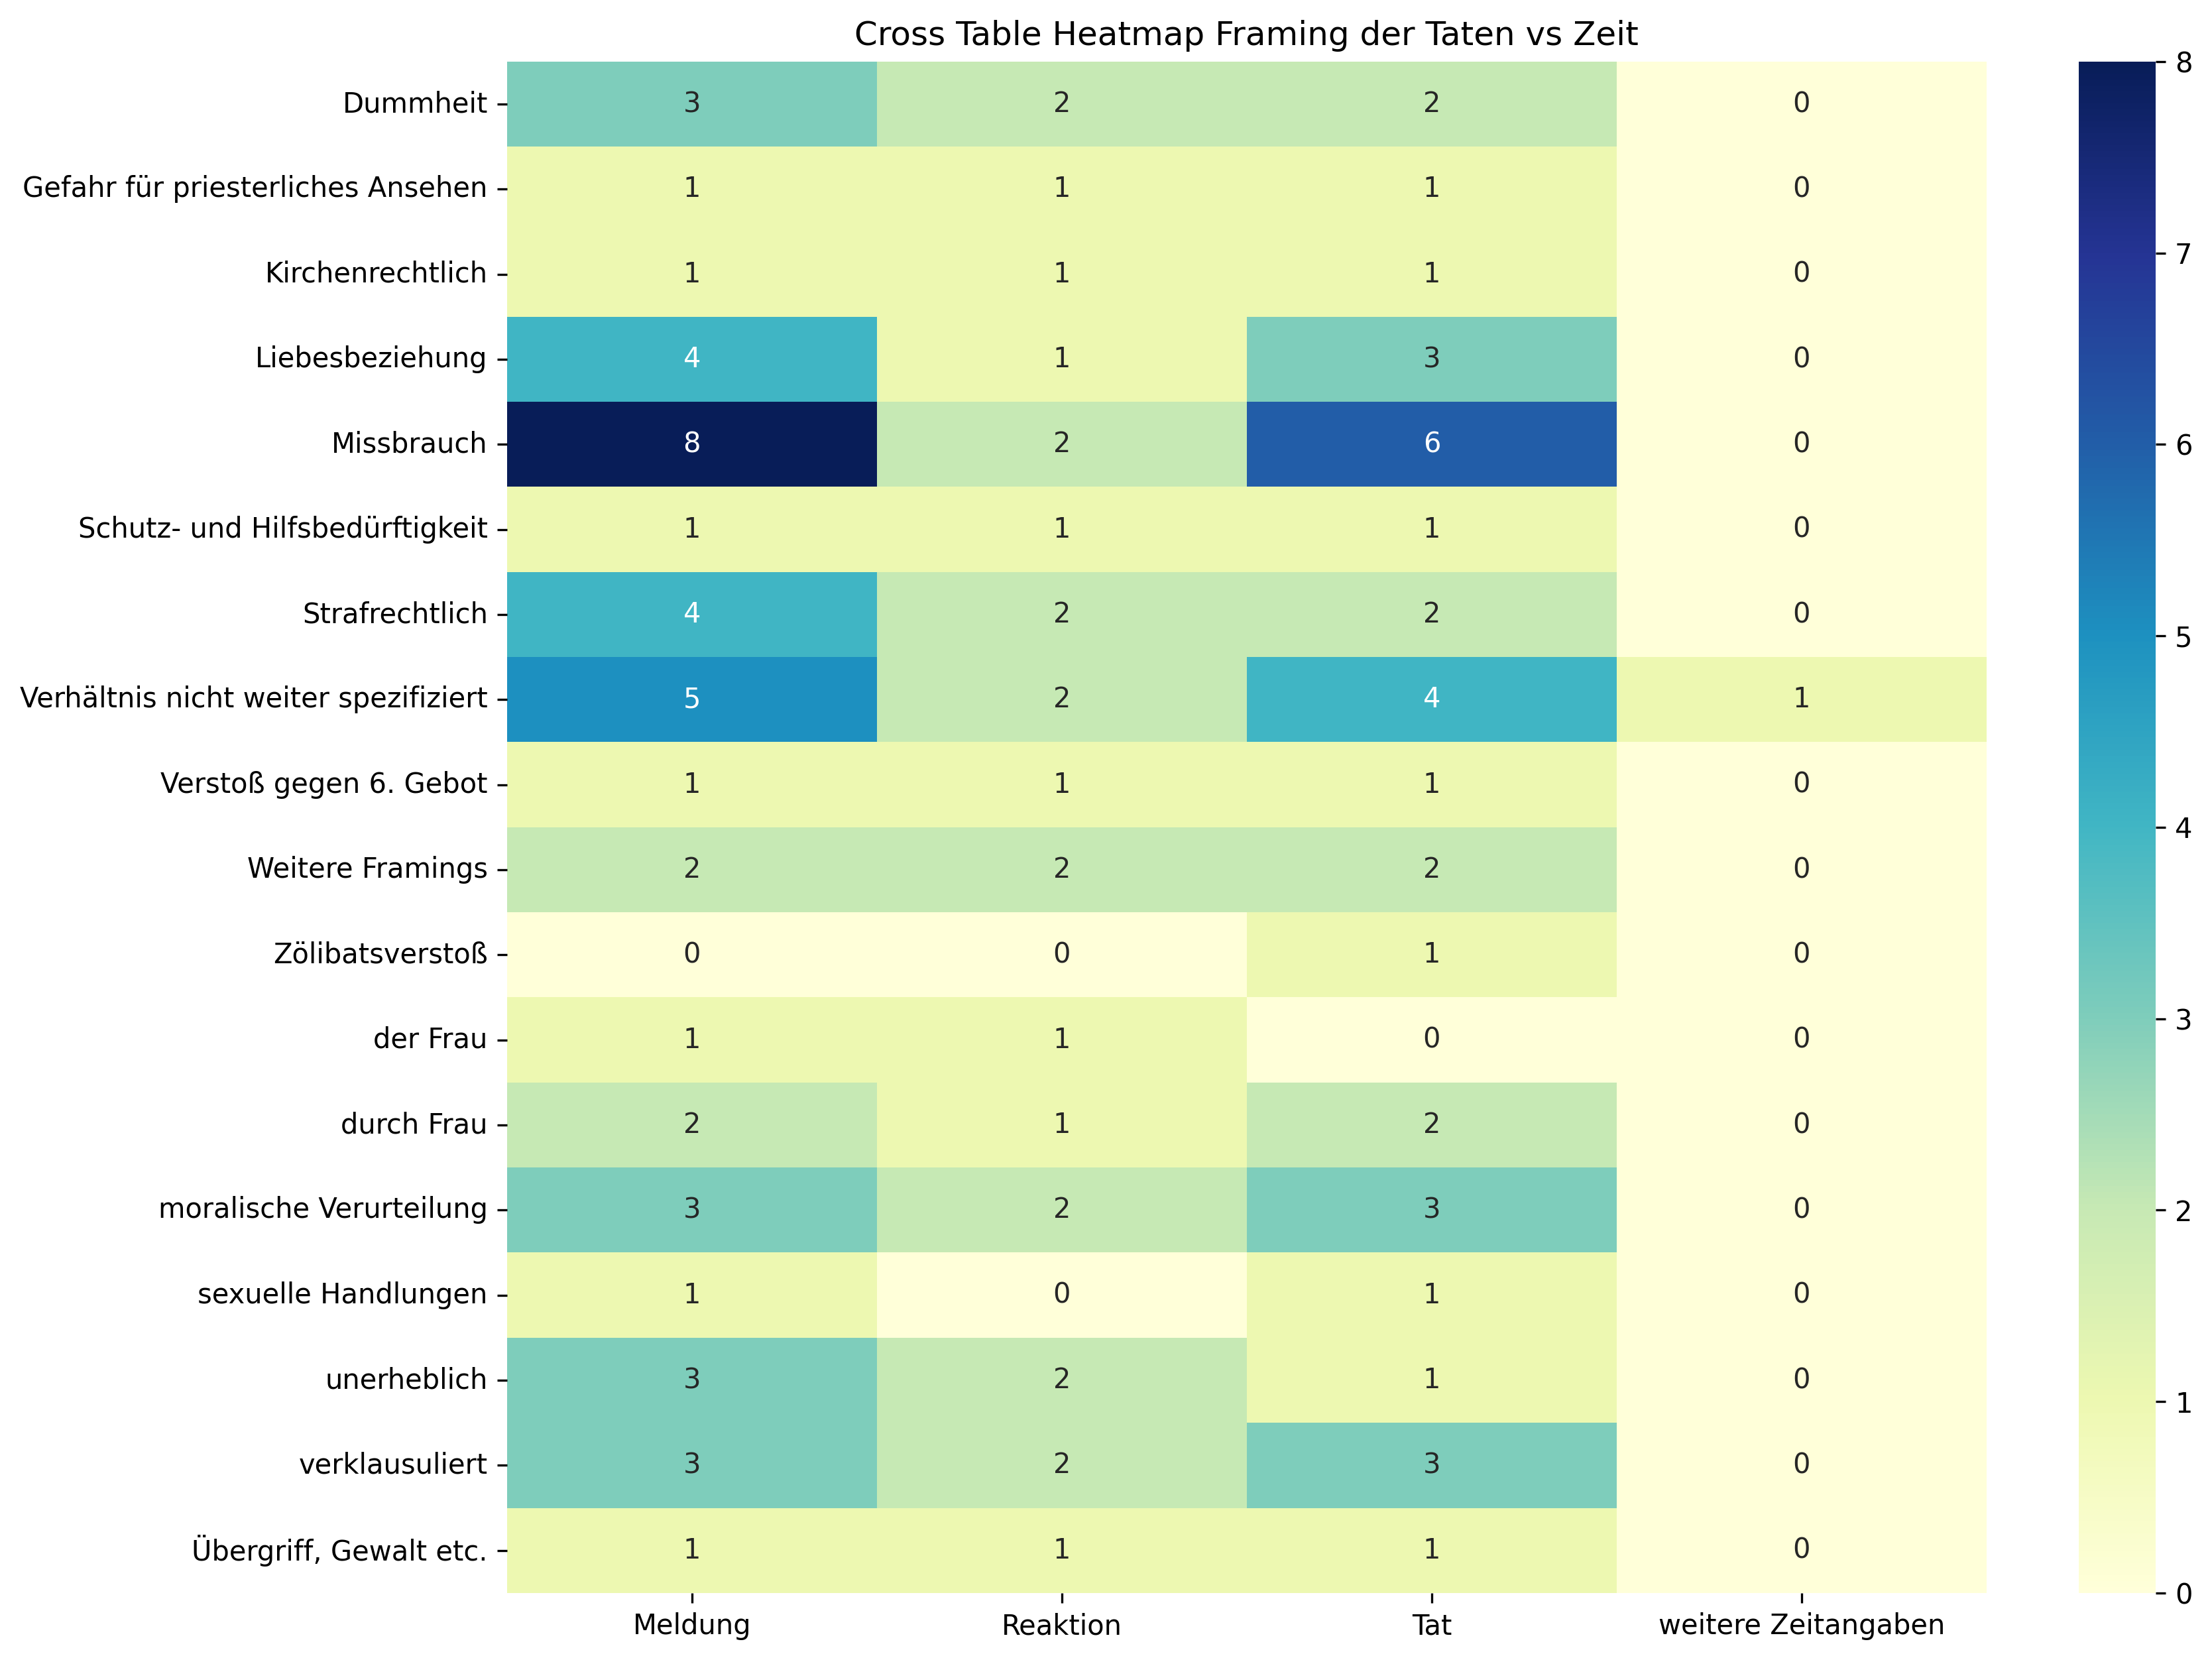 Cross Table Heatmap Framing der Taten vs Zeit
Dummheit 3 2 2 0
Gefahr für priesterliches Ansehen 1 1 1 0
Kirchenrechtlich 1 1 1 0
Liebesbeziehung 4 1 3 0
Missbrauch 8 2 6 0
Schutz- und Hilfsbedürftigkeit 1 1 1 0
Strafrechtlich 4 2 2 0
Verhältnis nicht weiter spezifiziert 5 2 4 1
Verstoß gegen 6. Gebot 1 1 1 0
Weitere Framings 2 2 2 0
Zölibatsverstoß 0 0 1 0
der Frau 1 1 0 0
durch Frau 2 1 2 0
moralische Verurteilung 3 2 3 0
sexuelle Handlungen 1 0 1 0
unerheblich 3 2 1 0
verklausuliert 3 2 3 0
Übergriff, Gewalt etc. 1 1 1 0
Meldung Reaktion Tat weitere Zeitangaben
8
7
6
5
4
3
2
1
0